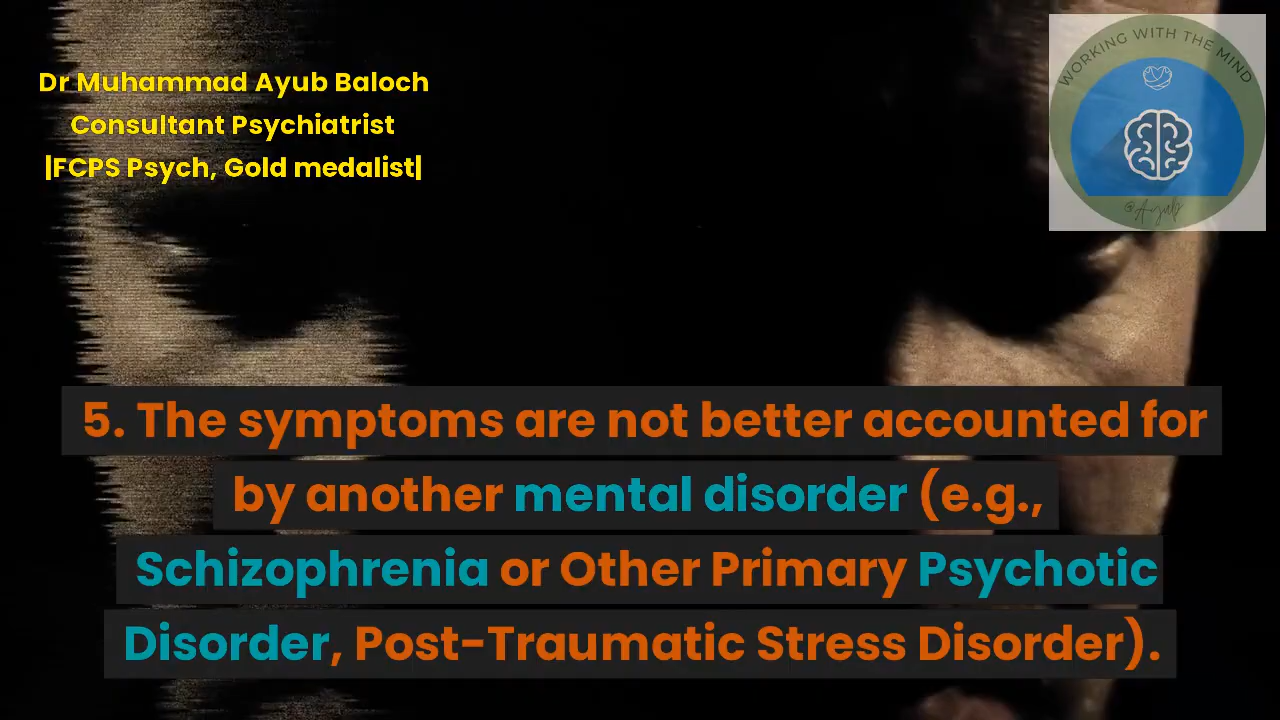 Dr Muhammad Ayub Baloch
Consultant Psychiatrist
|FCPS Psych, Gold medalist|
WORKING WITH THE MIND
@Ayub
5. The symptoms are not better accounted for
by another mental disorder (e.g.,
Schizophrenia or Other Primary Psychotic
Disorder, Post-Traumatic Stress Disorder).